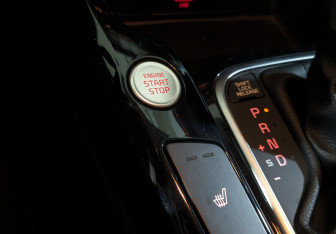 ENGINE
START
STOP
SHIFT
LOCK
RELEASE
P
R
N
+
S D
-